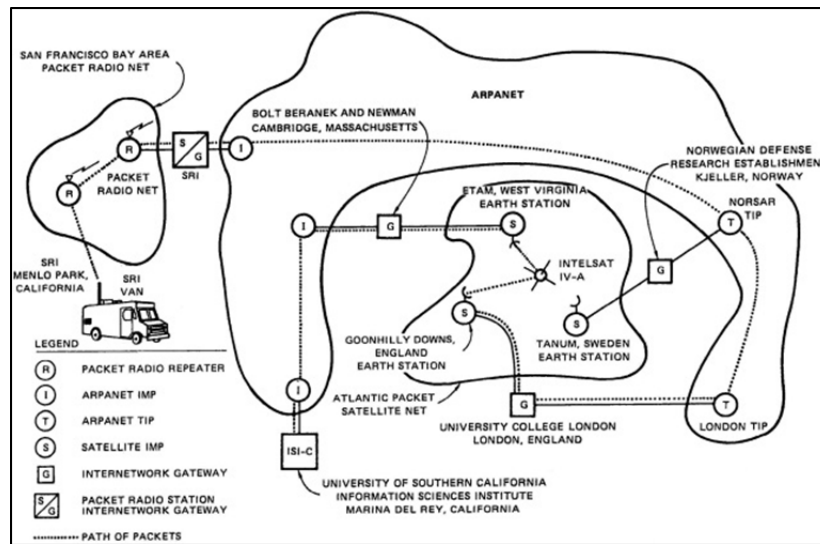 SAN FRANCISCO BAY AREA
PACKET RADIO NET
ARPANET
BOLT BERANEK AND NEWMAN
CAMBRIDGE, MASSACHUSETTS
NORWEGIAN DEFENSE
RESEARCH ESTABLISHMEN
KJELLER, NORWAY
R
S/G
I
SRI
PACKET
RADIO NET
R
ETAM, WEST VIRGINIA
EARTH STATION
NORSAR
TIP
I
G
S
T
INTELSAT
IV-A
G
SRI
MENLO PARK,
CALIFORNIA
SRI
VAN
S
S
GOONHILLY DOWNS,
ENGLAND
EARTH STATION
TANUM, SWEDEN
EARTH STATION
LEGEND
R PACKET RADIO REPEATER
I ARPANET IMP
T ARPANET TIP
S SATELLITE IMP
G INTERNETWORK GATEWAY
S/G PACKET RADIO STATION
INTERNETWORK GATEWAY
PATH OF PACKETS
I
ATLANTIC PACKET
SATELLITE NET
G
T
UNIVERSITY COLLEGE LONDON
LONDON, ENGLAND
LONDON TIP
ISI-C
UNIVERSITY OF SOUTHERN CALIFORNIA
INFORMATION SCIENCES INSTITUTE
MARINA DEL REY, CALIFORNIA